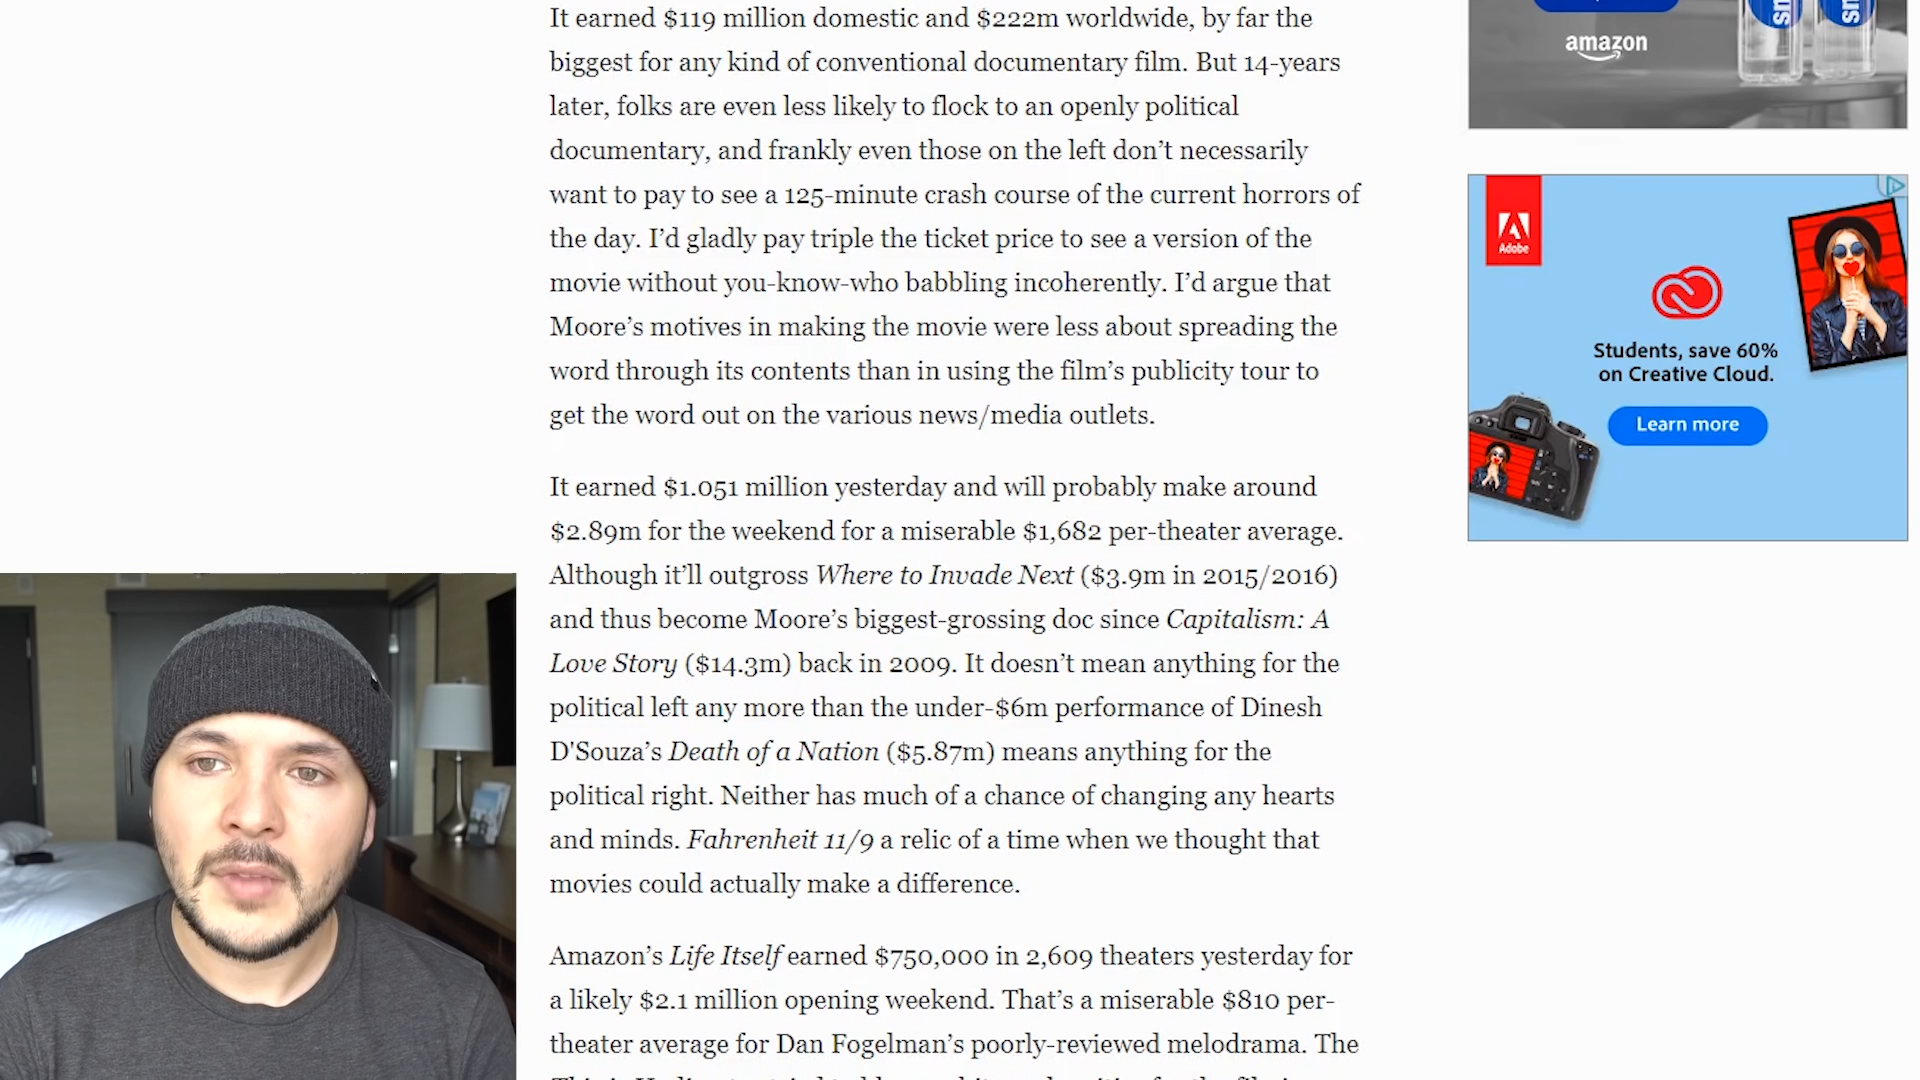 It earned $119 million domestic and $222m worldwide, by far the
biggest for any kind of conventional documentary film. But 14-years
later, folks are even less likely to flock to an openly political
documentary, and frankly even those on the left don’t necessarily
want to pay to see a 125-minute crash course of the current horrors of
the day. I’d gladly pay triple the ticket price to see a version of the
movie without you-know-who babbling incoherently. I’d argue that
Moore’s motives in making the movie were less about spreading the
word through its contents than in using the film’s publicity tour to
get the word out on the various news/media outlets.
It earned $1.051 million yesterday and will probably make around
$2.89m for the weekend for a miserable $1,682 per-theater average.
Although it’ll outgross Where to Invade Next ($3.9m in 2015/2016)
and thus become Moore’s biggest-grossing doc since Capitalism: A
Love Story ($14.3m) back in 2009. It doesn’t mean anything for the
political left any more than the under-$6m performance of Dinesh
D'Souza’s Death of a Nation ($5.87m) means anything for the
political right. Neither has much of a chance of changing any hearts
and minds. Fahrenheit 11/9 a relic of a time when we thought that
movies could actually make a difference.
Amazon’s Life Itself earned $750,000 in 2,609 theaters yesterday for
a likely $2.1 million opening weekend. That’s a miserable $810 per-
theater average for Dan Fogelman’s poorly-reviewed melodrama. The
amazon
Adobe
Students, save 60%
on Creative Cloud.
Learn more